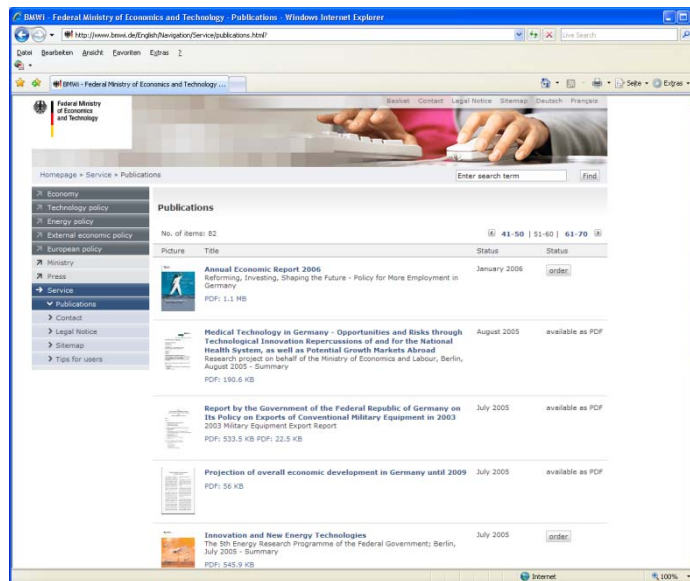 BMWi - Federal Ministry of Economics and Technology - Publications - Windows Internet Explorer
http://www.bmwi.de/English/Navigation/Service/publications.html?
Live Search
Datei Bearbeiten Ansicht Favoriten Extras ?
BMWi - Federal Ministry of Economics and Technology ...
Seite
Extras
Federal Ministry
of Economics
and Technology
Basket Contact Legal Notice Sitemap Deutsch Français
Homepage » Service » Publications
Enter search term
Find
Economy
Technology policy
Energy policy
External economic policy
European policy
Ministry
Press
Service
Publications
Contact
Legal Notice
Sitemap
Tips for users
Publications
No. of items: 82
41-50 | 51-60 | 61-70
Picture Title Status Status
Annual Economic Report 2006
Reforming, Investing, Shaping the Future - Policy for More Employment in
Germany
PDF: 1.1 MB
January 2006
order
Medical Technology in Germany - Opportunities and Risks through
Technological Innovation Repercussions of and for the National
Health System, as well as Potential Growth Markets Abroad
Research project on behalf of the Ministry of Economics and Labour, Berlin,
August 2005 - Summary
PDF: 190.6 KB
August 2005
available as PDF
Report by the Government of the Federal Republic of Germany on
Its Policy on Exports of Conventional Military Equipment in 2003
2003 Military Equipment Export Report
PDF: 533.5 KB PDF: 22.5 KB
July 2005
available as PDF
Projection of overall economic development in Germany until 2009
PDF: 56 KB
July 2005
available as PDF
Innovation and New Energy Technologies
The 5th Energy Research Programme of the Federal Government; Berlin,
July 2005 - Summary
PDF: 545.9 KB
July 2005
order
Internet
100%